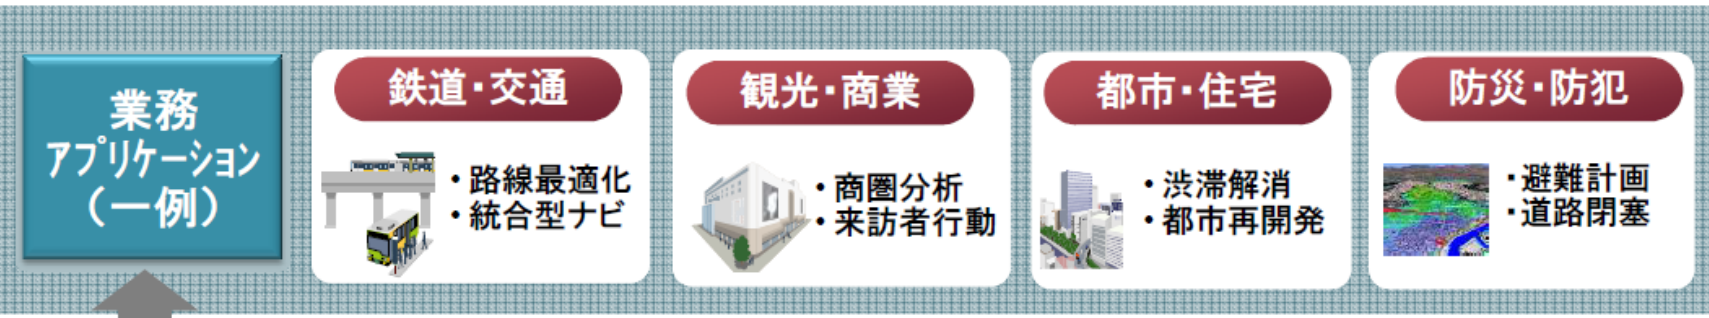 業務
アプリケーション
（一例）
鉄道・交通
・路線最適化
・統合型ナビ
観光・商業
・商圏分析
・来訪者行動
都市・住宅
・渋滞解消
・都市再開発
防災・防犯
・避難計画
・道路閉塞